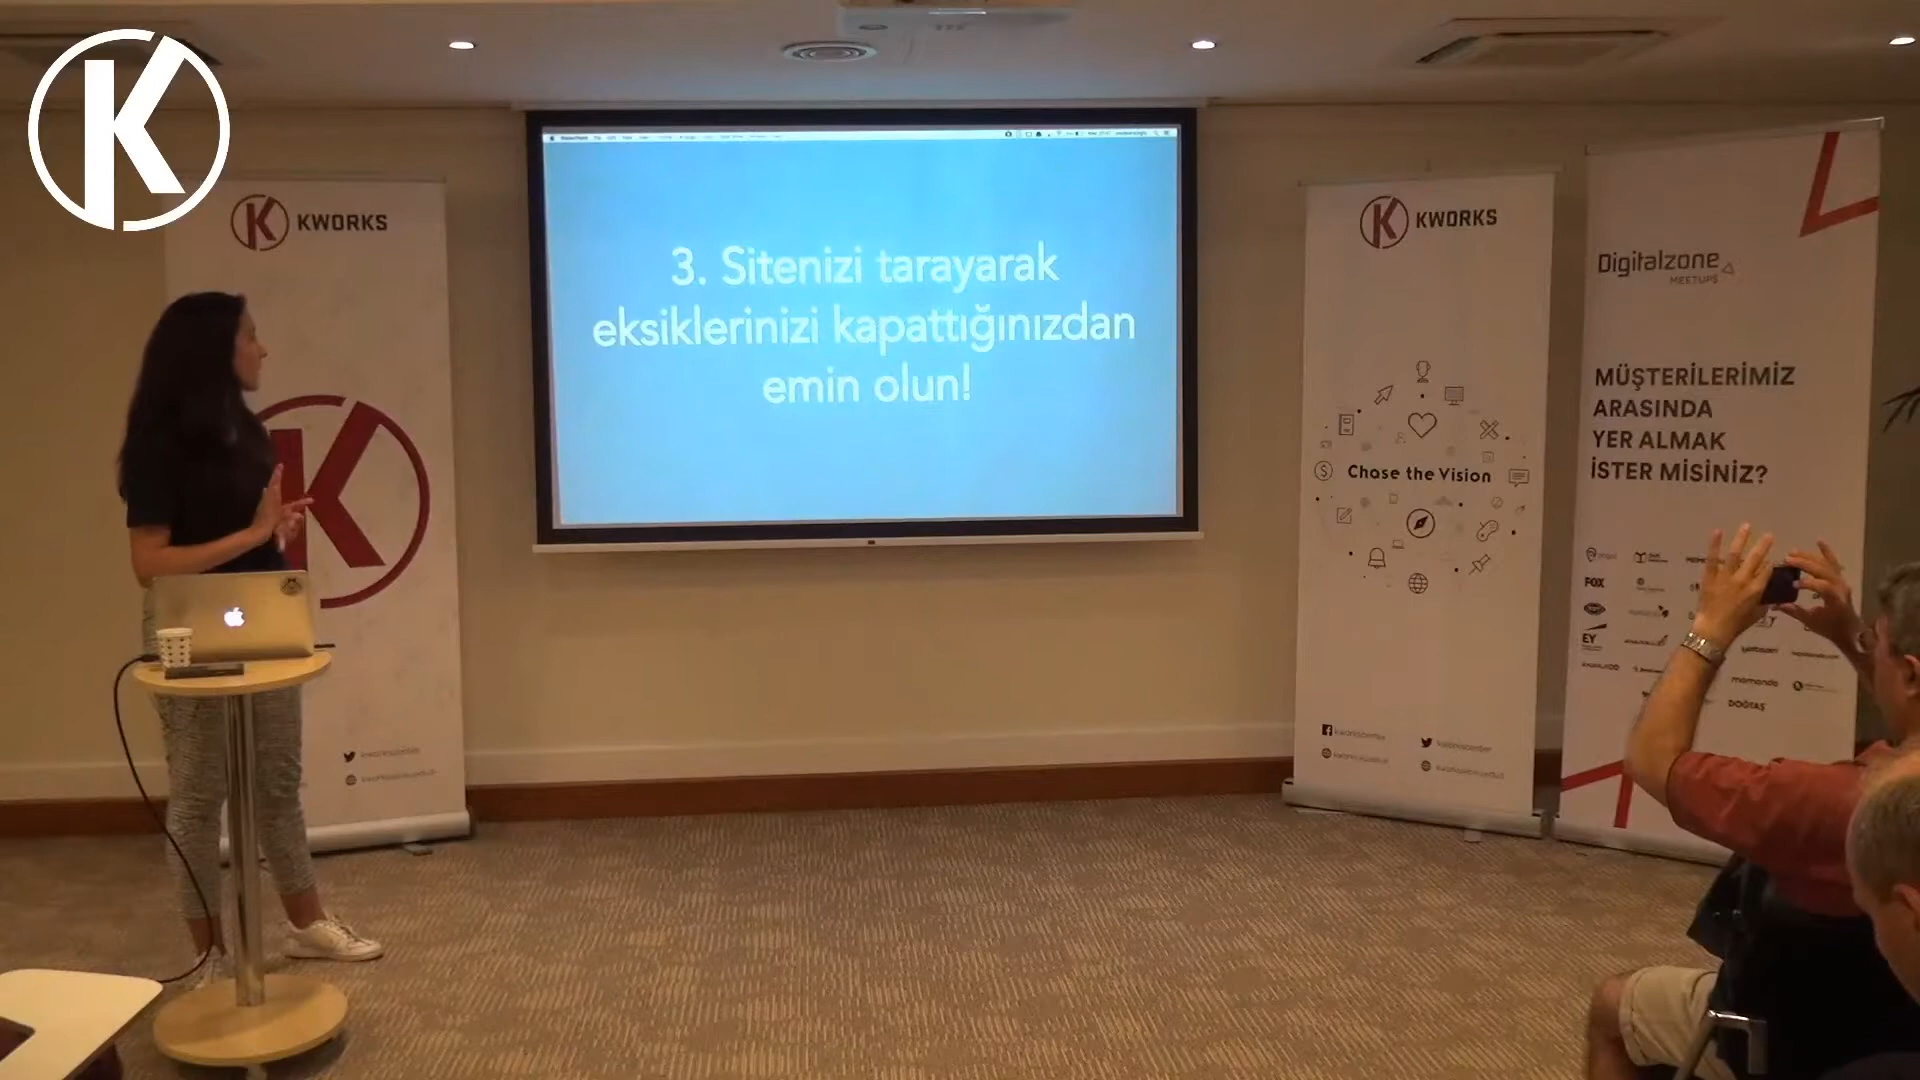 KWORKS
3. Sitenizi tarayarak
eksiklerinizi kapattığınızdan
emin olun!
KWORKS
Chase the Vision
Digitalzone
MEETUPS
MÜŞTERİLERİMİZ
ARASINDA
YER ALMAK
İSTER MİSİNİZ?
FOX
EY
momondo
DOĞTAŞ